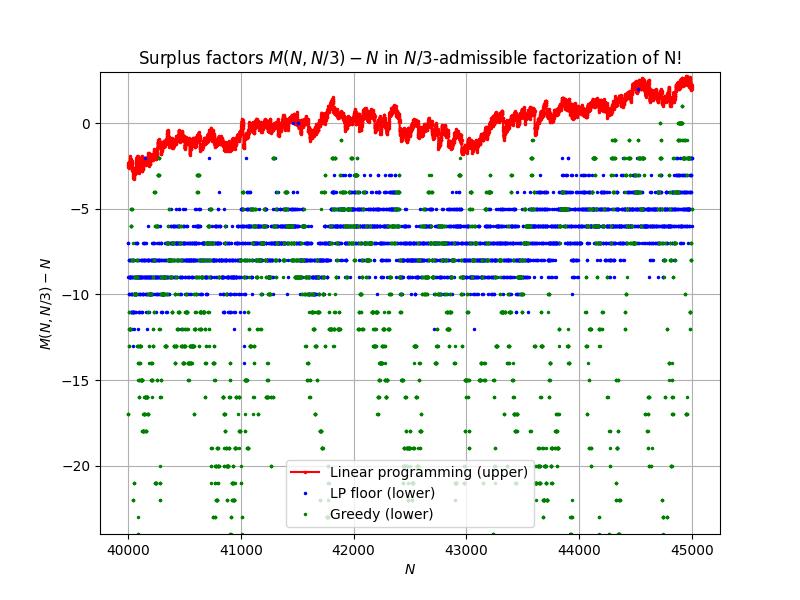 Surplus factors M(N, N/3) − N in N/3-admissible factorization of N!
0
−5
−10
−15
−20
M(N, N/3) − N
Linear programming (upper)
LP floor (lower)
Greedy (lower)
40000 41000 42000 43000 44000 45000
N